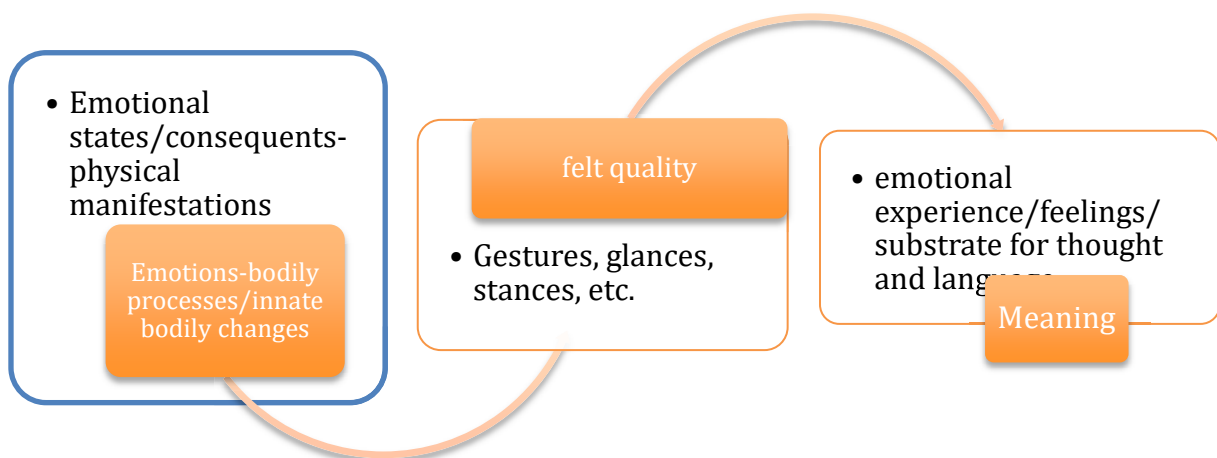 • Emotional
states/consequents-
physical
manifestations
Emotions-bodily
processes/innate
bodily changes
felt quality
• Gestures, glances,
stances, etc.
• emotional
experience/feelings/
substrate for thought
and language
Meaning